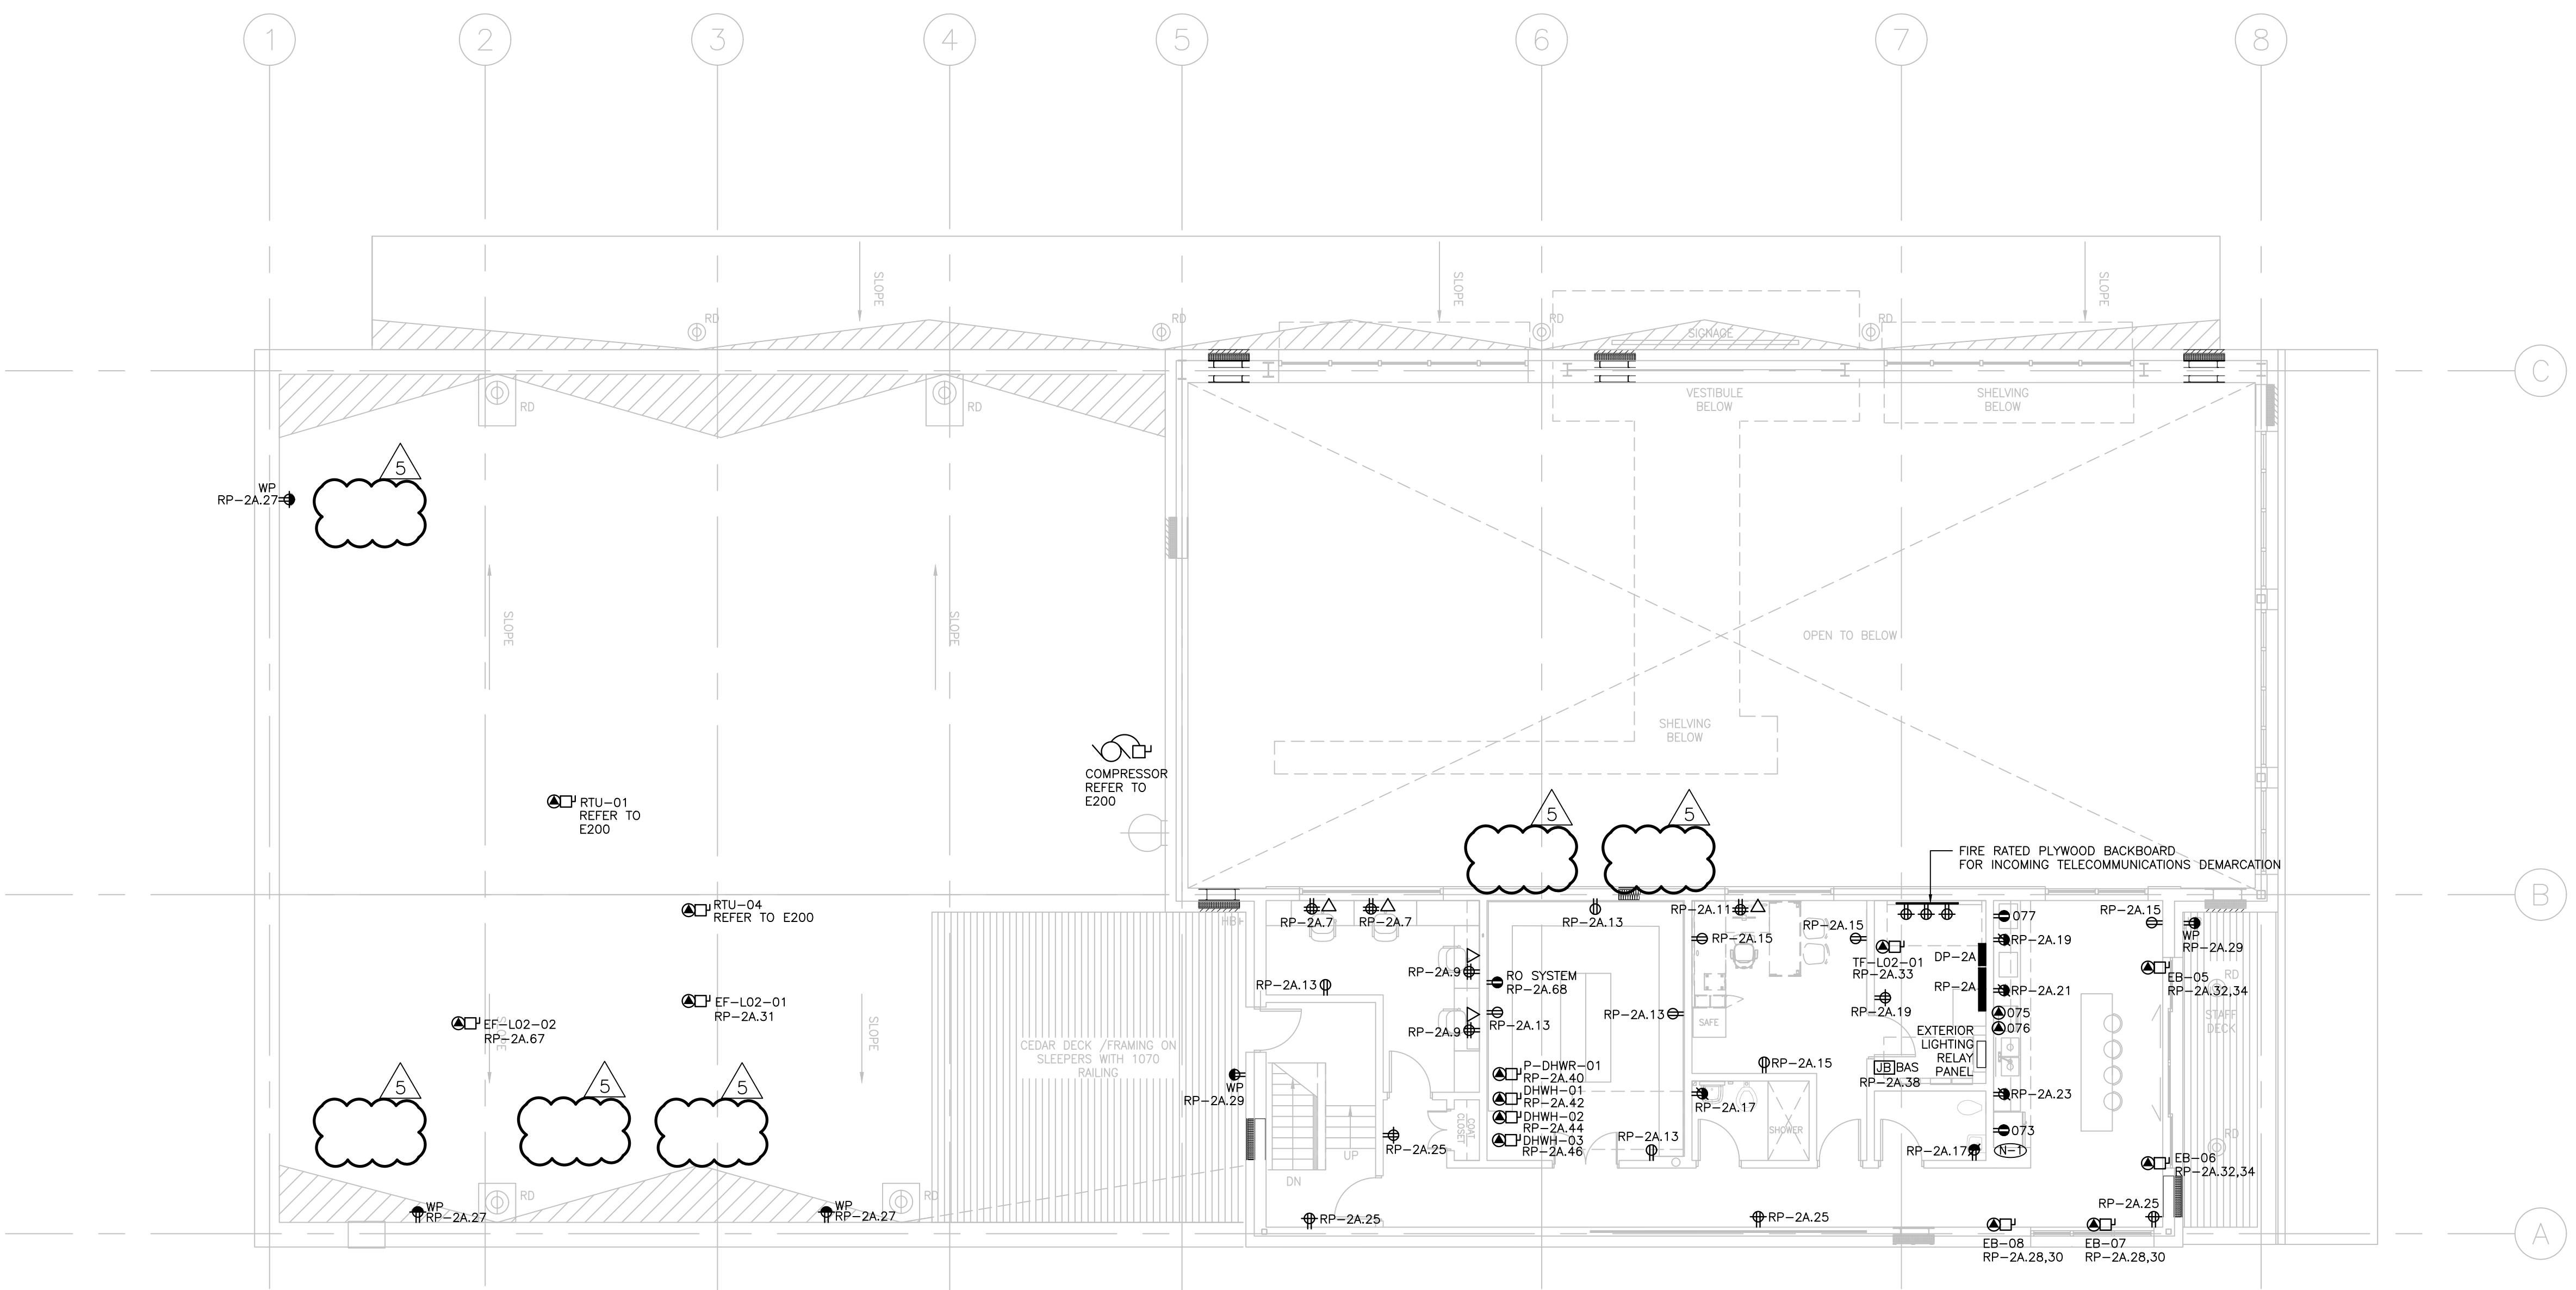 1
2
3
4
5
6
7
8
SLOPE
SLOPE
SLOPE
RD
RD
RD
RD
SIGNAGE
C
RD
RD
VESTIBULE
BELOW
SHELVING
BELOW
5
WP
RP-2A.27
SLOPE
SLOPE
OPEN TO BELOW
SHELVING
BELOW
COMPRESSOR
REFER TO
E200
RTU-01
REFER TO
E200
5
5
FIRE RATED PLYWOOD BACKBOARD
FOR INCOMING TELECOMMUNICATIONS DEMARCATION
B
RTU-04
REFER TO E200
HB
RP-2A.7
RP-2A.7
RP-2A.13
RP-2A.11
RP-2A.15
RP-2A.15
077
RP-2A.19
RP-2A.15
WP
RP-2A.29
RP-2A.9
RO SYSTEM
RP-2A.68
RP-2A.13
TF-L02-01
RP-2A.33
DP-2A
RP-2A
RP-2A.21
EB-05
RP-2A.32,34
RD
EF-L02-01
RP-2A.31
EF-L02-02
RP-2A.67
SLOPE
SLOPE
RP-2A.9
RP-2A.13
RP-2A.13
SAFE
RP-2A.19
075
076
STAFF
DECK
EXTERIOR
LIGHTING
RELAY
PANEL
CEDAR DECK /FRAMING ON
SLEEPERS WITH 1070
RAILING
5
5
5
WP
RP-2A.29
P-DHWR-01
RP-2A.40
DHWH-01
RP-2A.42
DHWH-02
RP-2A.44
DHWH-03
RP-2A.46
RP-2A.15
JB BAS
RP-2A.38
RP-2A.17
RP-2A.23
COAT
CLOSET
SHOWER
073
RD
RP-2A.25
RP-2A.13
UP
DN
RP-2A.17
N-1
EB-06
RP-2A.32,34
RD
RD
WP
RP-2A.27
WP
RP-2A.27
RP-2A.25
RP-2A.25
RP-2A.25
A
EB-08
RP-2A.28,30
EB-07
RP-2A.28,30